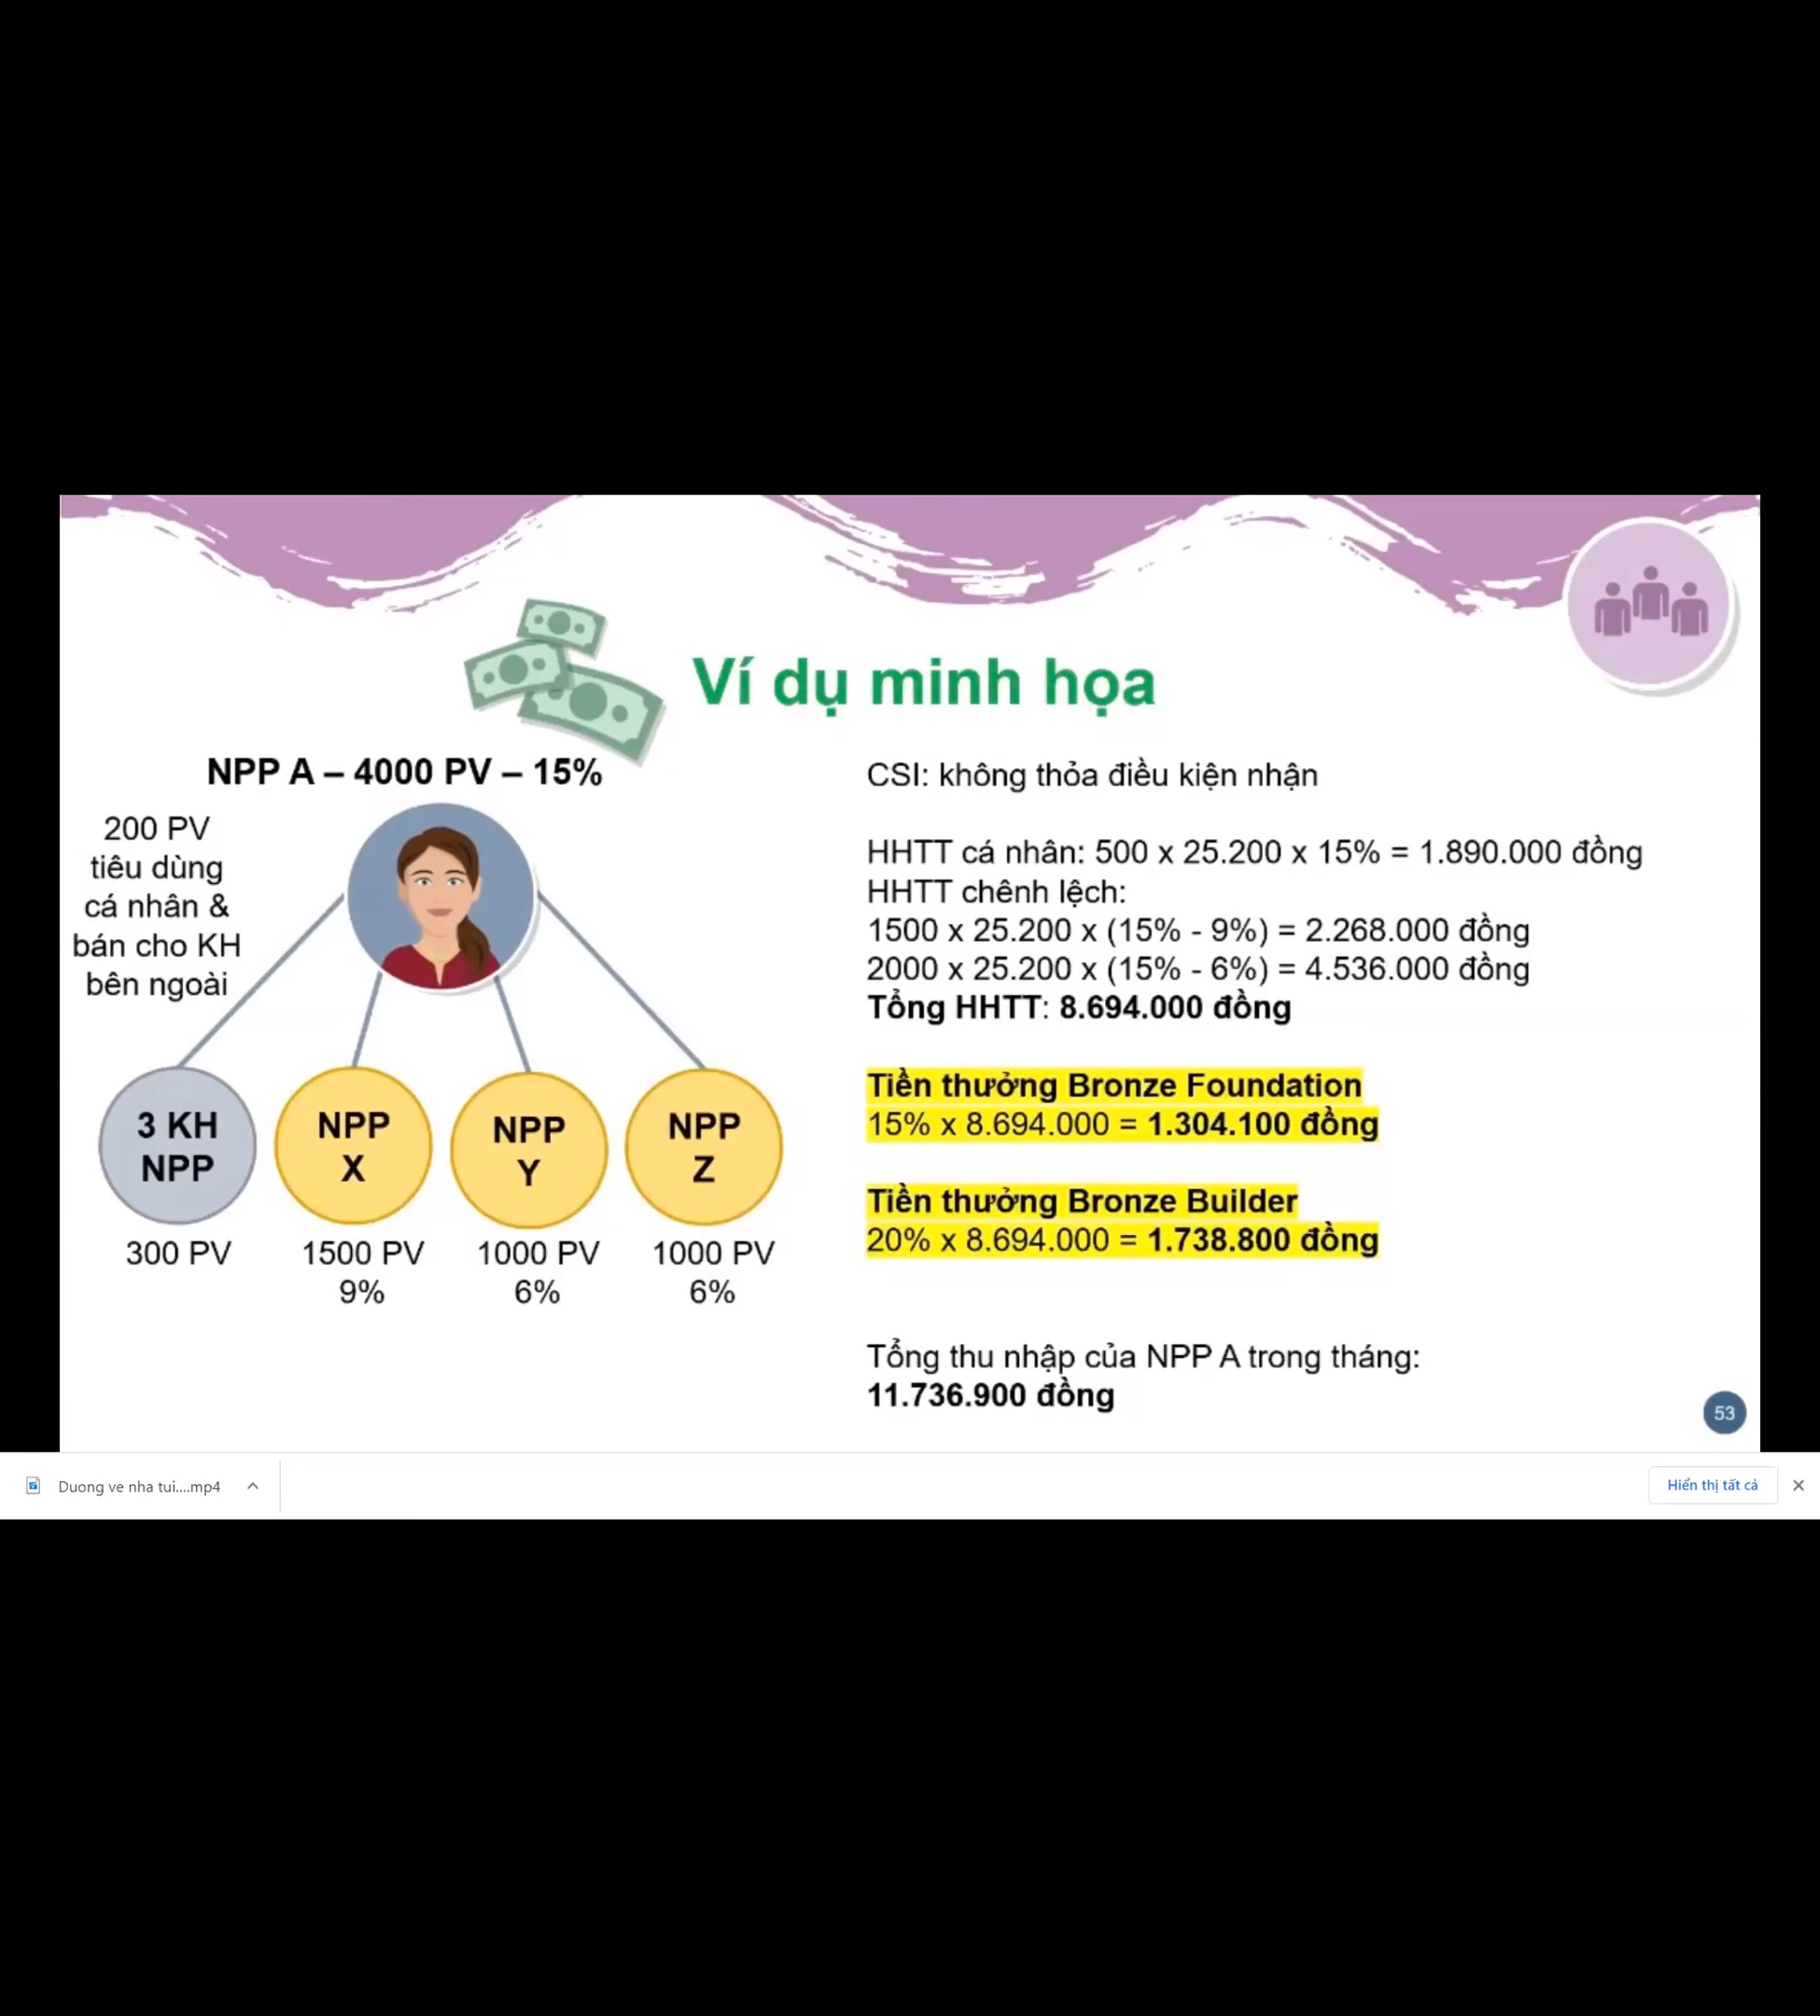 Ví dụ minh họa
NPP A – 4000 PV – 15%
200 PV
tiêu dùng
cá nhân &
bán cho KH
bên ngoài
3 KH
NPP
300 PV
NPP
X
1500 PV
9%
NPP
Y
1000 PV
6%
NPP
Z
1000 PV
6%
CSI: không thỏa điều kiện nhận
HHTT cá nhân: 500 x 25.200 x 15% = 1.890.000 đồng
HHTT chênh lệch:
1500 x 25.200 x (15% - 9%) = 2.268.000 đồng
2000 x 25.200 x (15% - 6%) = 4.536.000 đồng
Tổng HHTT: 8.694.000 đồng
Tiền thưởng Bronze Foundation
15% x 8.694.000 = 1.304.100 đồng
Tiền thưởng Bronze Builder
20% x 8.694.000 = 1.738.800 đồng
Tổng thu nhập của NPP A trong tháng:
11.736.900 đồng
53
Duong ve nha tui....mp4
Hiển thị tất cả